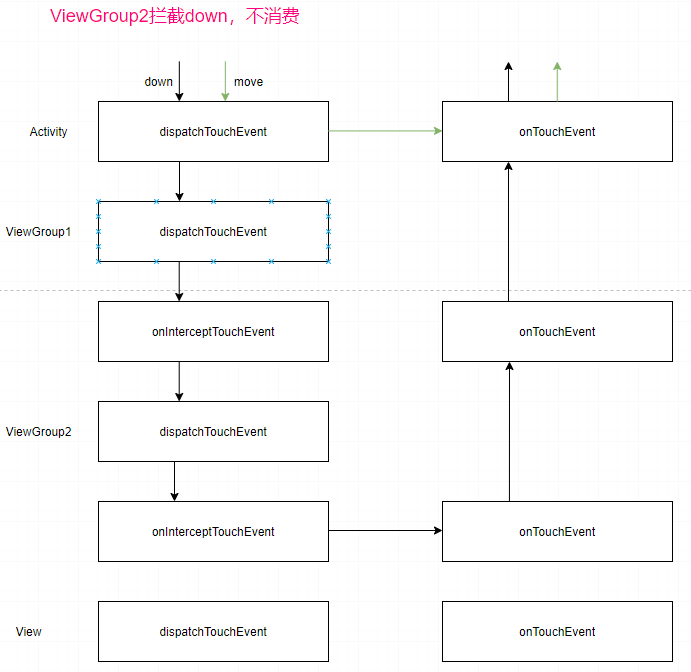 ViewGroup2拦截down，不消费
down
move
Activity
dispatchTouchEvent
onTouchEvent
ViewGroup1
dispatchTouchEvent
onInterceptTouchEvent
onTouchEvent
ViewGroup2
dispatchTouchEvent
onInterceptTouchEvent
onTouchEvent
View
dispatchTouchEvent
onTouchEvent